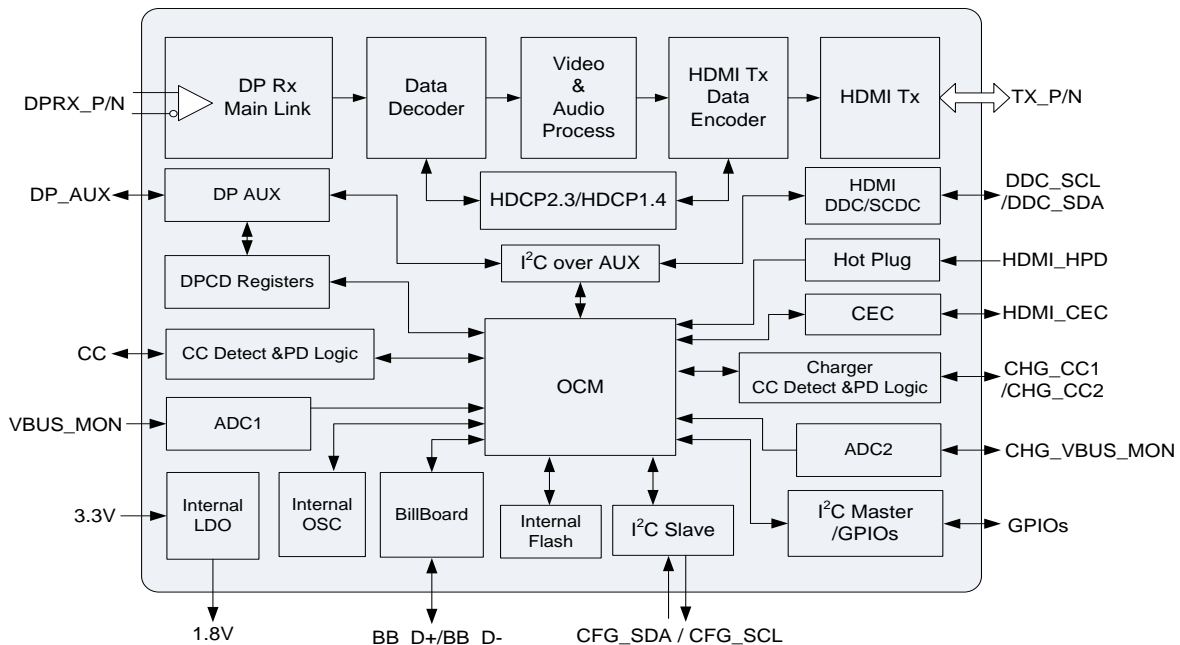 DPRX_P/N
DP Rx
Main Link
Data
Decoder
Video
&
Audio
Process
HDMI Tx
Data
Encoder
HDMI Tx
TX_P/N
DP_AUX
DP AUX
HDCP2.3/HDCP1.4
HDMI
DDC/SCDC
DDC_SCL
/DDC_SDA
DPCD Registers
I²C over AUX
Hot Plug
HDMI_HPD
CEC
HDMI_CEC
CC
CC Detect &PD Logic
OCM
Charger
CC Detect &PD Logic
CHG_CC1
/CHG_CC2
VBUS_MON
ADC1
ADC2
CHG_VBUS_MON
3.3V
Internal
LDO
Internal
OSC
BillBoard
Internal
Flash
I²C Slave
I²C Master
/GPIOs
GPIOs
1.8V
BB D+/BB D-
CFG_SDA / CFG_SCL